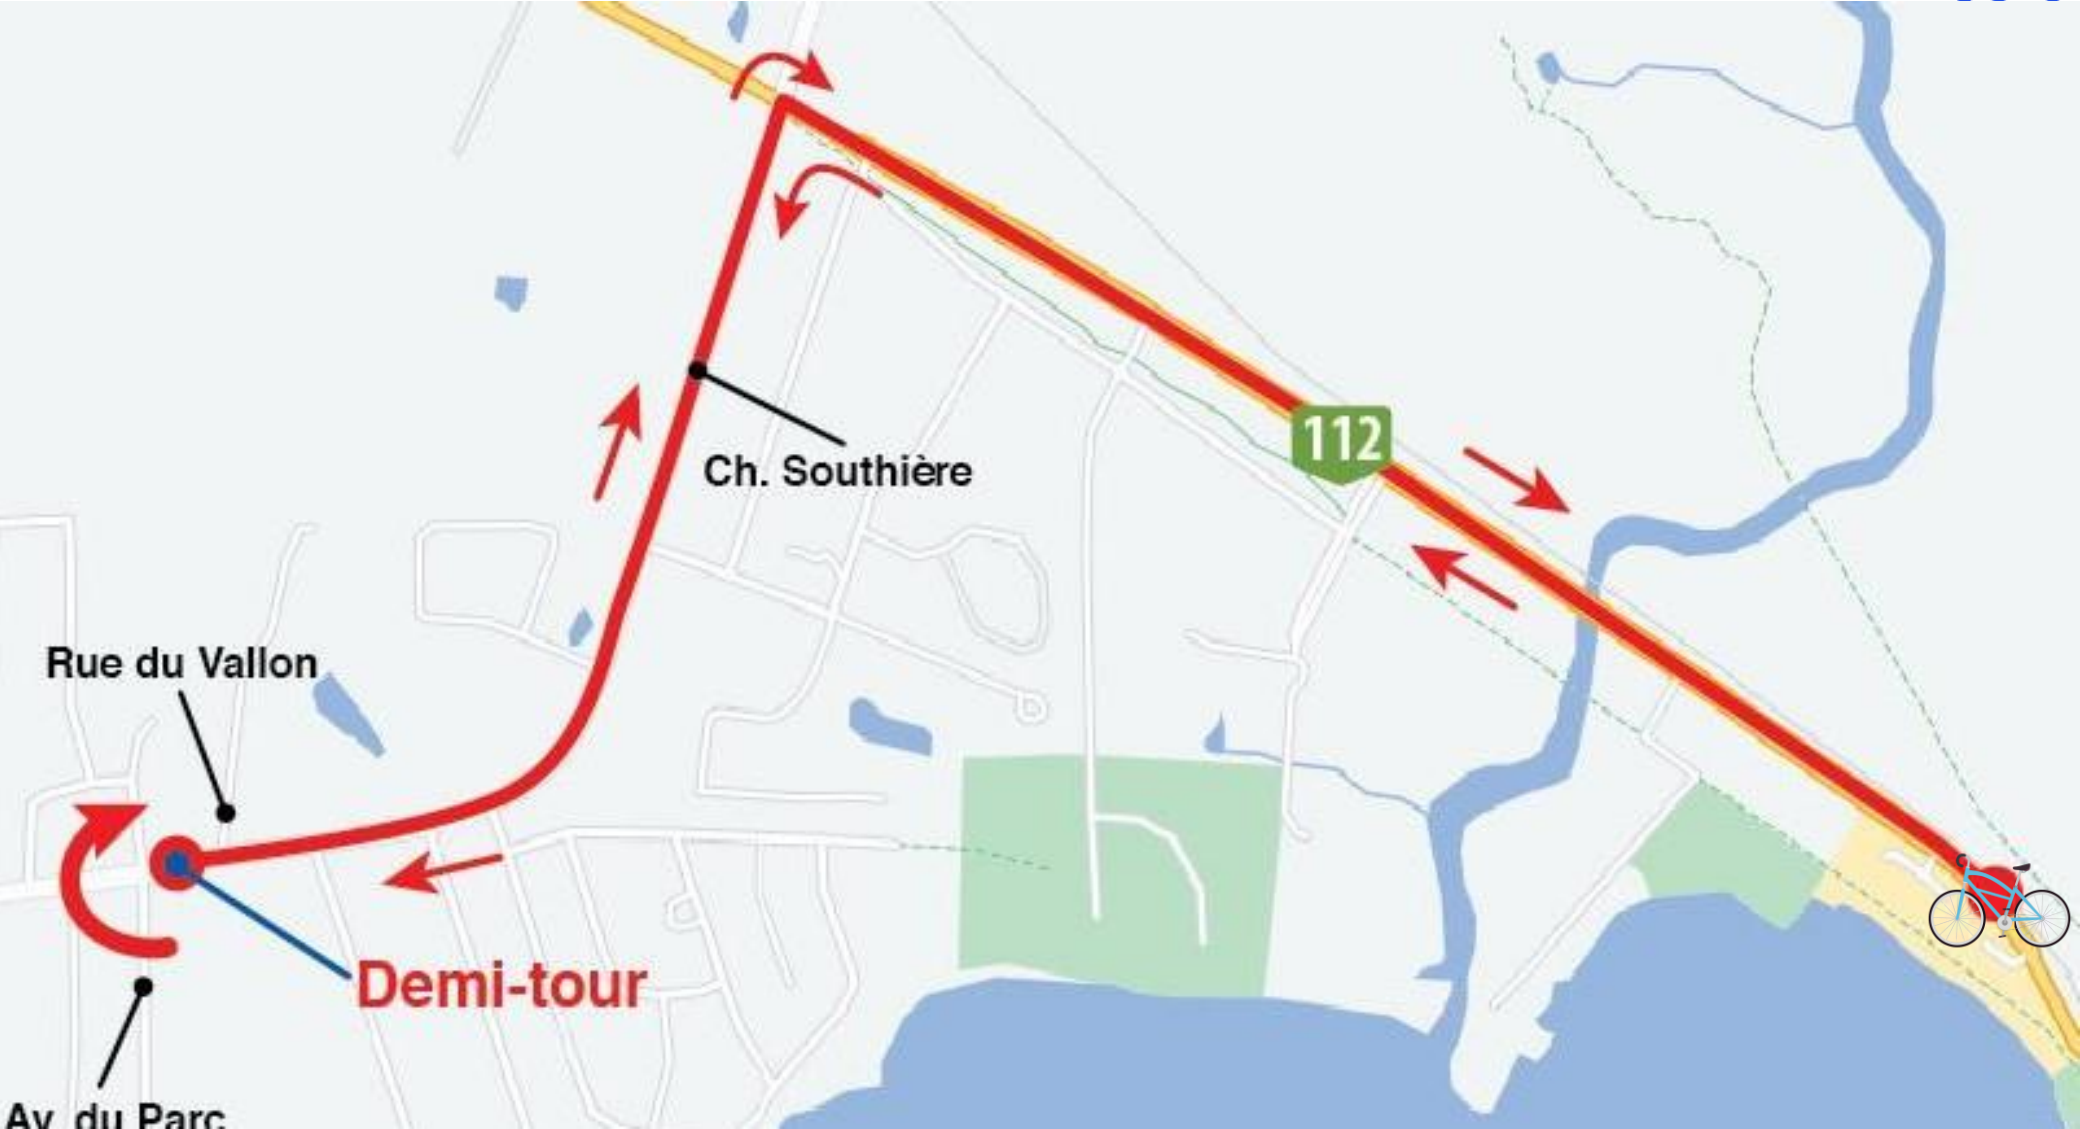 112
Ch. Southière
Rue du Vallon
Demi-tour
Av. du Parc